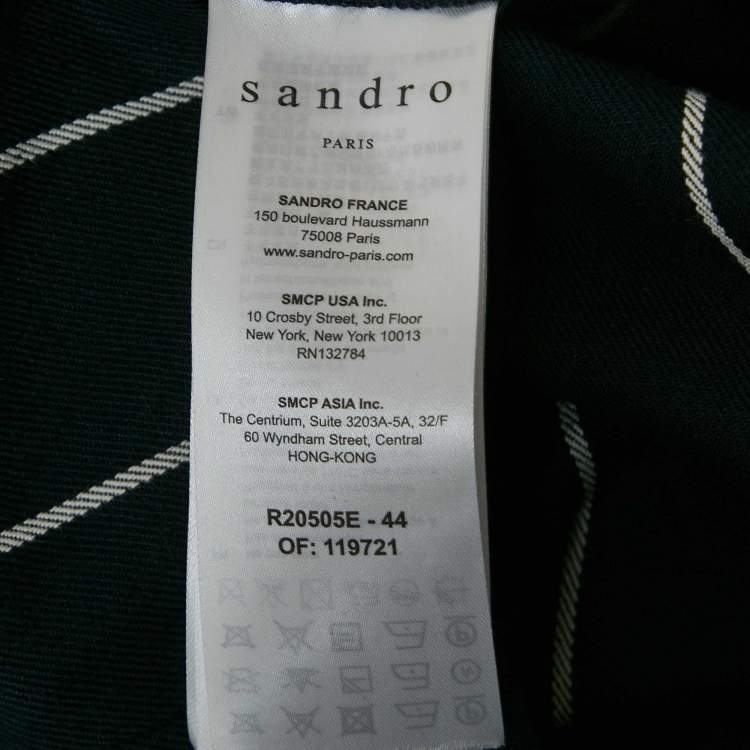 sandro
PARIS
SANDRO FRANCE
150 boulevard Haussmann
75008 Paris
www.sandro-paris.com
SMCP USA Inc.
10 Crosby Street, 3rd Floor
New York, New York 10013
RN132784
SMCP ASIA Inc.
The Centrium, Suite 3203A-5A, 32/F
60 Wyndham Street, Central
HONG-KONG
R20505E - 44
OF: 119721